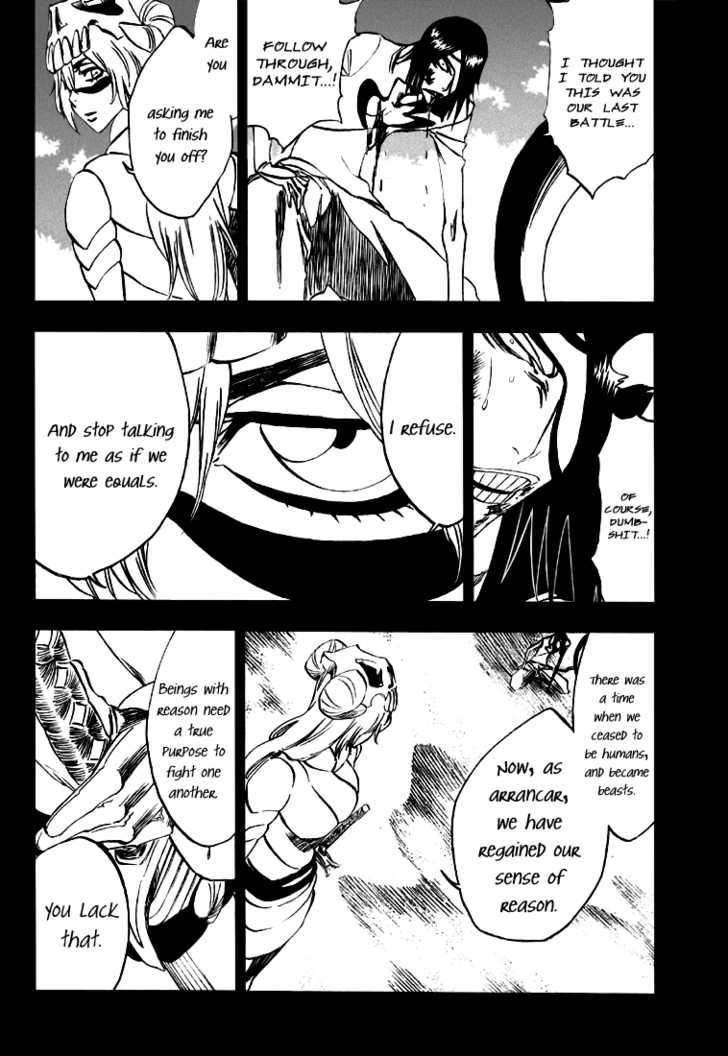 I THOUGHT
I TOLD YOU
THIS WAS
OUR LAST
BATTLE...
FOLLOW
THROUGH,
DAMMIT...!
ARE
YOU
asking me
to finish
you off?
OF
COURSE,
DUMB-
SHIT...!
I REFUSE.
AND STOP TALKING
TO ME AS IF WE
WERE EQUALS.
THERE WAS
A TIME
WHEN WE
CEASED TO
BE HUMANS,
AND BECAME
BEASTS.
NOW, AS
ARRANCAR,
WE HAVE
REGAINED OUR
SENSE OF
REASON.
BEINGS WITH
REASON NEED
A TRUE
PURPOSE TO
FIGHT ONE
ANOTHER.
YOU LACK
THAT.